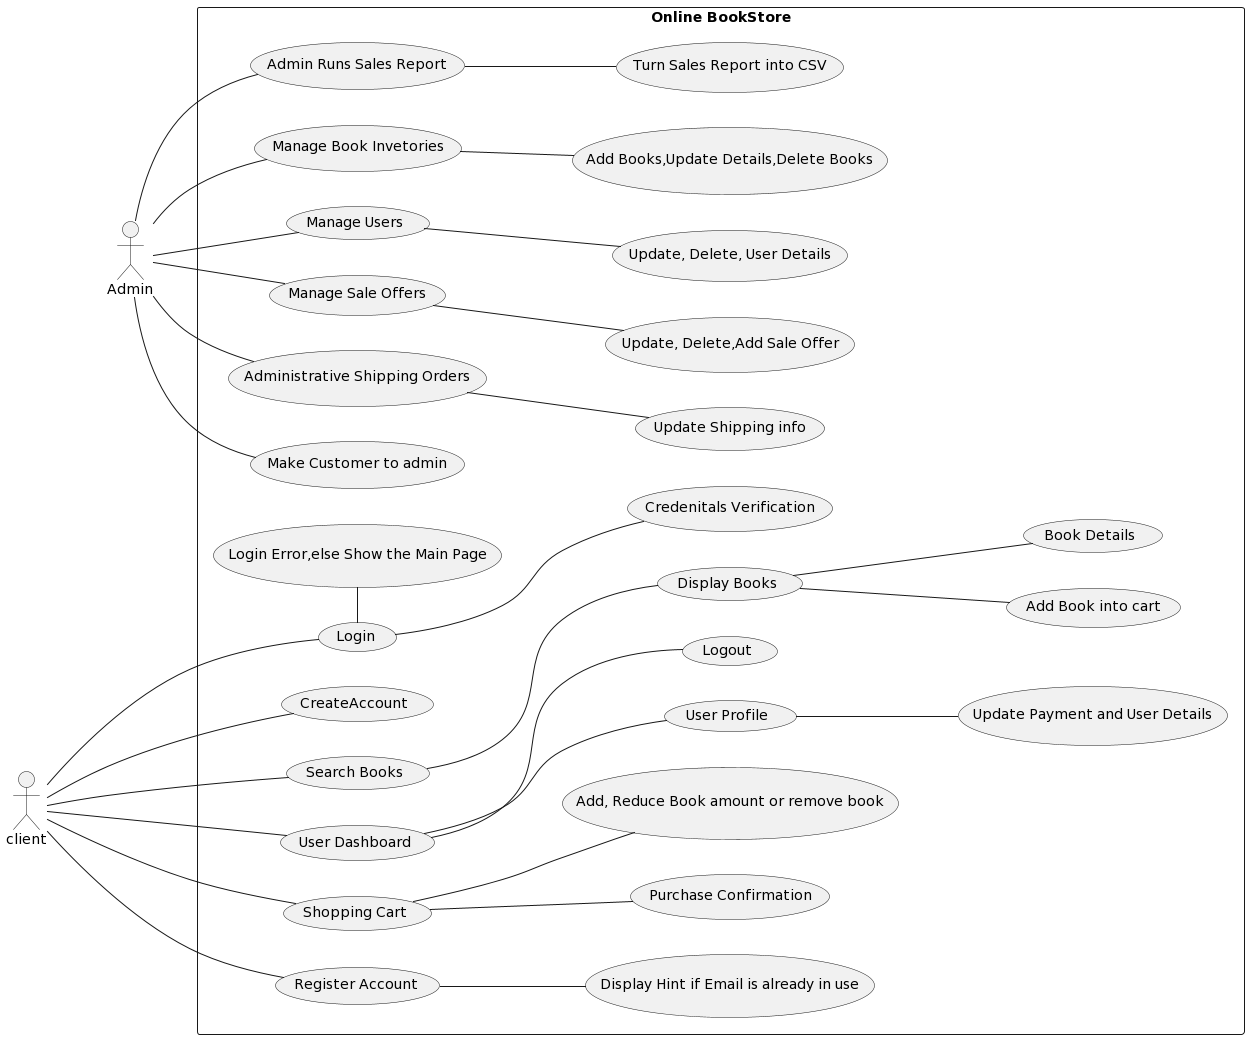 Online BookStore
Admin Runs Sales Report
Turn Sales Report into CSV
Manage Book Invetories
Add Books,Update Details,Delete Books
Manage Users
Update, Delete, User Details
Admin
Manage Sale Offers
Update, Delete,Add Sale Offer
Administrative Shipping Orders
Update Shipping info
Make Customer to admin
Credenitals Verification
Login Error,else Show the Main Page
Book Details
Display Books
Add Book into cart
Login
Logout
CreateAccount
User Profile
Update Payment and User Details
Search Books
Add, Reduce Book amount or remove book
client
User Dashboard
Purchase Confirmation
Shopping Cart
Register Account
Display Hint if Email is already in use